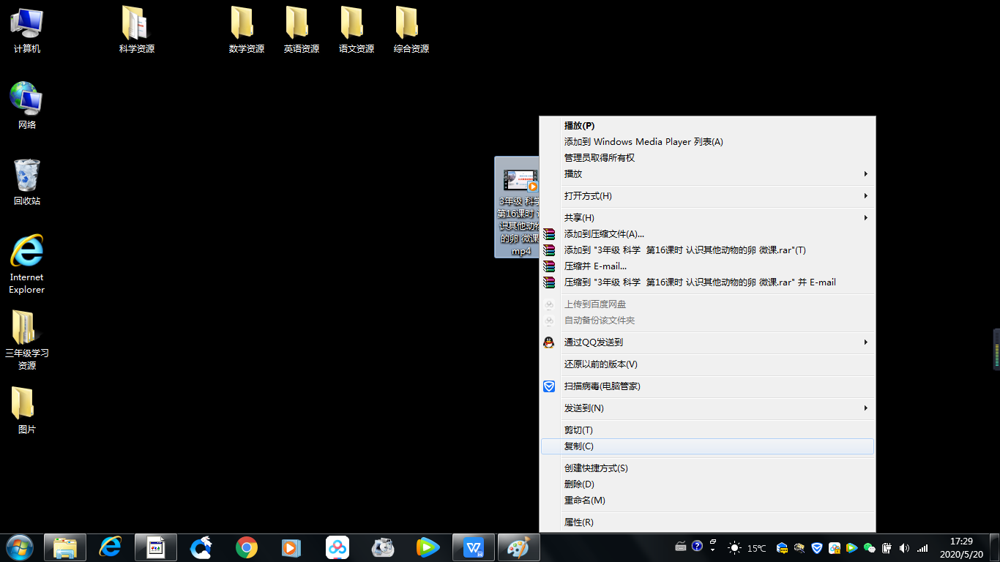 计算机
科学资源
数学资源
英语资源
语文资源
综合资源
网络
回收站
Internet
Explorer
三年级学习
资源
图片
3年级 科学
第16课时 认
识其他动物
的卵 微课.
mp4
播放(P)
添加到 Windows Media Player 列表(A)
管理员取得所有权
播放
打开方式(H)
共享(H)
添加到压缩文件(A)...
添加到 "3年级 科学  第16课时 认识其他动物的卵 微课.rar"(T)
压缩并 E-mail...
压缩到 "3年级 科学  第16课时 认识其他动物的卵 微课.rar" 并 E-mail
上传到百度网盘
自动备份该文件夹
通过QQ发送到
还原以前的版本(V)
扫描病毒(电脑管家)
发送到(N)
剪切(T)
复制(C)
创建快捷方式(S)
删除(D)
重命名(M)
属性(R)
15℃
17:29
2020/5/20